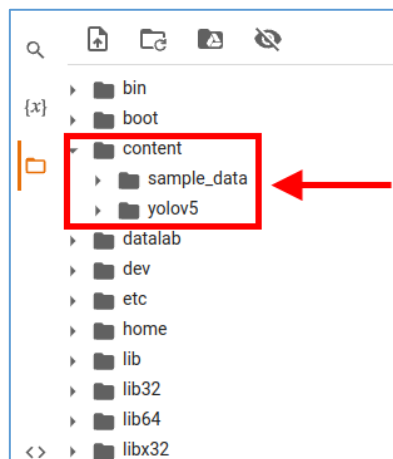 bin
{x}
boot
content
sample_data
yolov5
datalab
dev
etc
home
lib
lib32
lib64
<> libx32